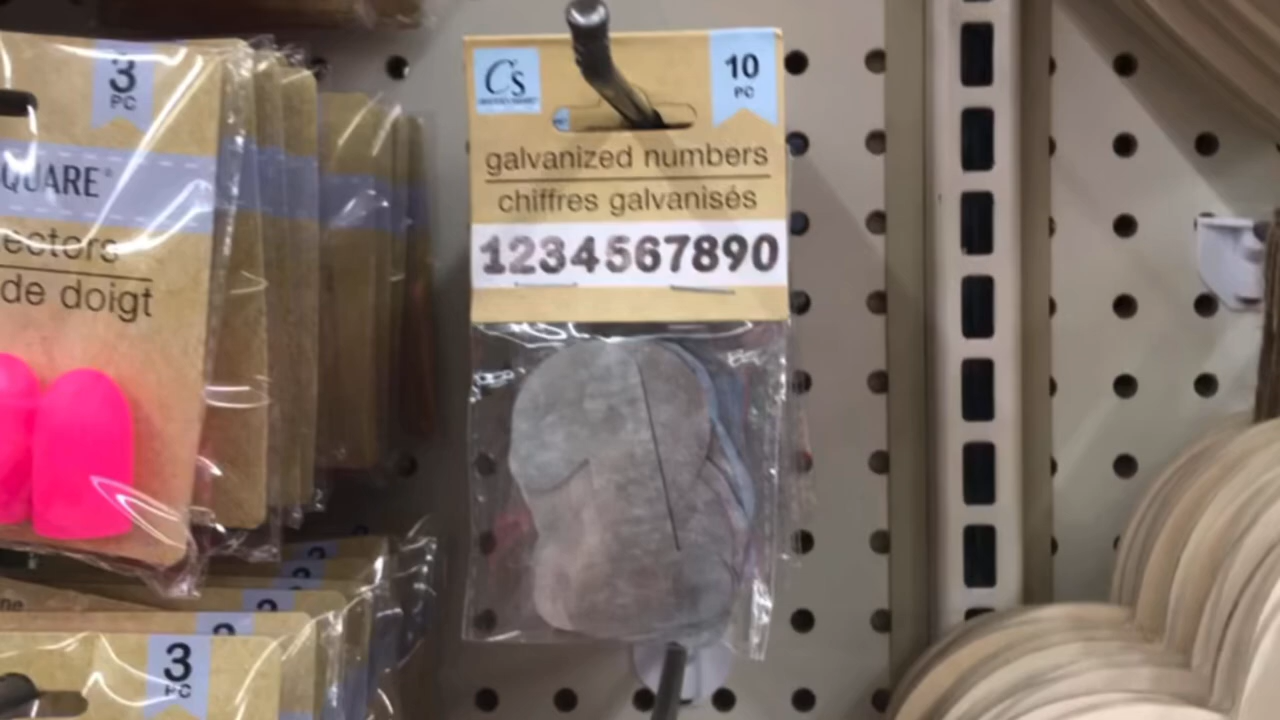 3
PC
QUARE®
ectors
de doigt
Cs
10
PC
galvanized numbers
chiffres galvanisés
1234567890
3
PC